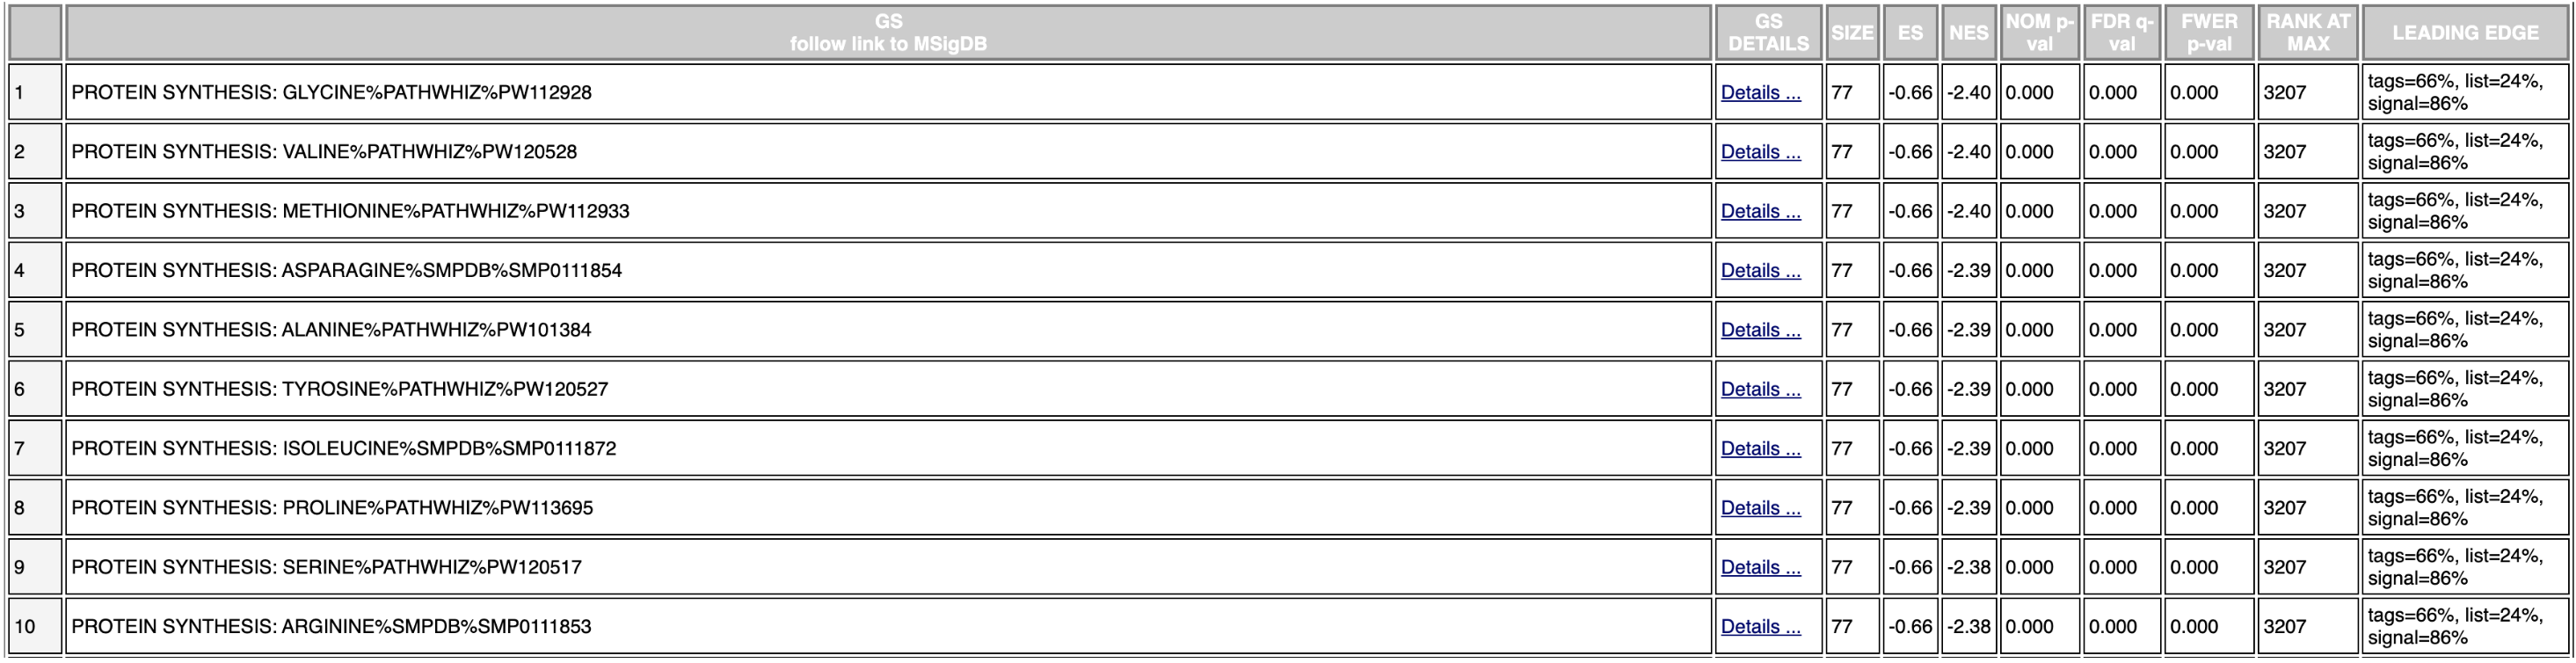 GS
follow link to MSigDB
GS
DETAILS
SIZE
ES
NES
NOM p-
val
FDR q-
val
FWER
p-val
RANK AT
MAX
LEADING EDGE
1 PROTEIN SYNTHESIS: GLYCINE%PATHWHIZ%PW112928 Details ... 77 -0.66 -2.40 0.000 0.000 0.000 3207 tags=66%, list=24%,
signal=86%
2 PROTEIN SYNTHESIS: VALINE%PATHWHIZ%PW120528 Details ... 77 -0.66 -2.40 0.000 0.000 0.000 3207 tags=66%, list=24%,
signal=86%
3 PROTEIN SYNTHESIS: METHIONINE%PATHWHIZ%PW112933 Details ... 77 -0.66 -2.40 0.000 0.000 0.000 3207 tags=66%, list=24%,
signal=86%
4 PROTEIN SYNTHESIS: ASPARAGINE%SMPDB%SMP0111854 Details ... 77 -0.66 -2.39 0.000 0.000 0.000 3207 tags=66%, list=24%,
signal=86%
5 PROTEIN SYNTHESIS: ALANINE%PATHWHIZ%PW101384 Details ... 77 -0.66 -2.39 0.000 0.000 0.000 3207 tags=66%, list=24%,
signal=86%
6 PROTEIN SYNTHESIS: TYROSINE%PATHWHIZ%PW120527 Details ... 77 -0.66 -2.39 0.000 0.000 0.000 3207 tags=66%, list=24%,
signal=86%
7 PROTEIN SYNTHESIS: ISOLEUCINE%SMPDB%SMP0111872 Details ... 77 -0.66 -2.39 0.000 0.000 0.000 3207 tags=66%, list=24%,
signal=86%
8 PROTEIN SYNTHESIS: PROLINE%PATHWHIZ%PW113695 Details ... 77 -0.66 -2.39 0.000 0.000 0.000 3207 tags=66%, list=24%,
signal=86%
9 PROTEIN SYNTHESIS: SERINE%PATHWHIZ%PW120517 Details ... 77 -0.66 -2.38 0.000 0.000 0.000 3207 tags=66%, list=24%,
signal=86%
10 PROTEIN SYNTHESIS: ARGININE%SMPDB%SMP0111853 Details ... 77 -0.66 -2.38 0.000 0.000 0.000 3207 tags=66%, list=24%,
signal=86%